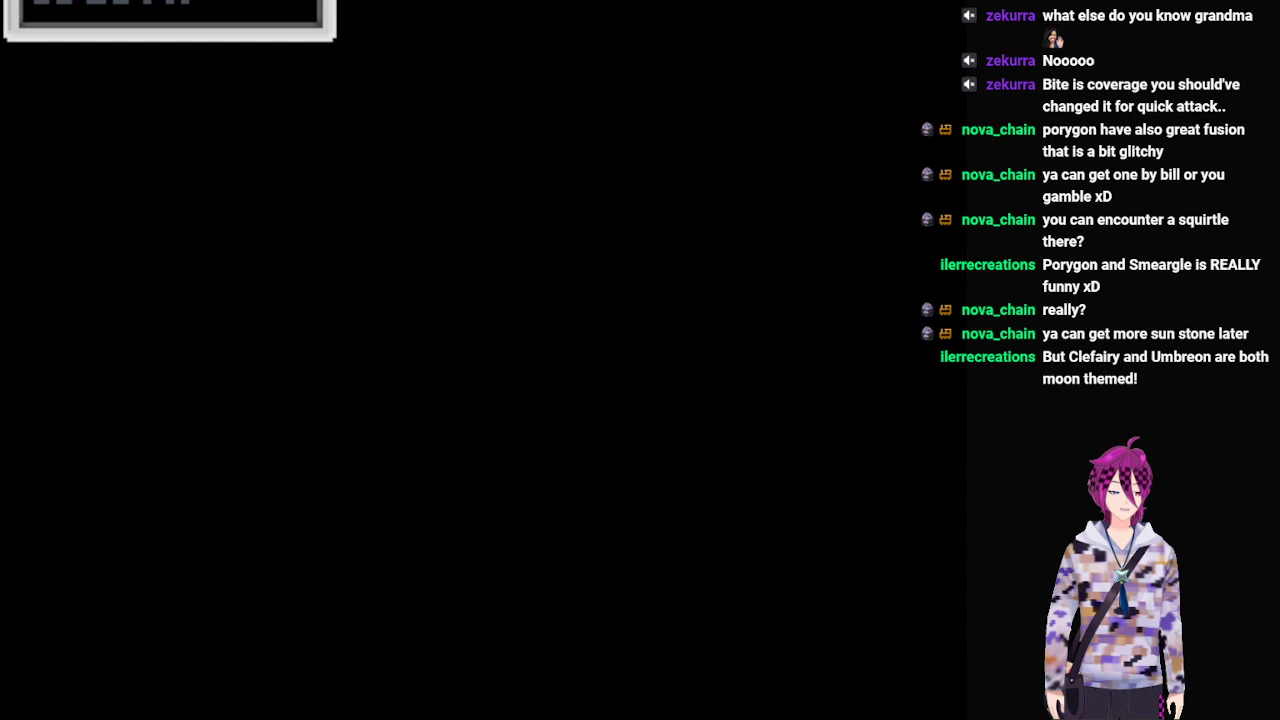 zekurra what else do you know grandma
zekurra Nooooo
zekurra Bite is coverage you should've
changed it for quick attack..
nova_chain porygon have also great fusion
that is a bit glitchy
nova_chain ya can get one by bill or you
gamble xD
nova_chain you can encounter a squirtle
there?
ilerrecreations Porygon and Smeargle is REALLY
funny xD
nova_chain really?
nova_chain ya can get more sun stone later
ilerrecreations But Clefairy and Umbreon are both
moon themed!